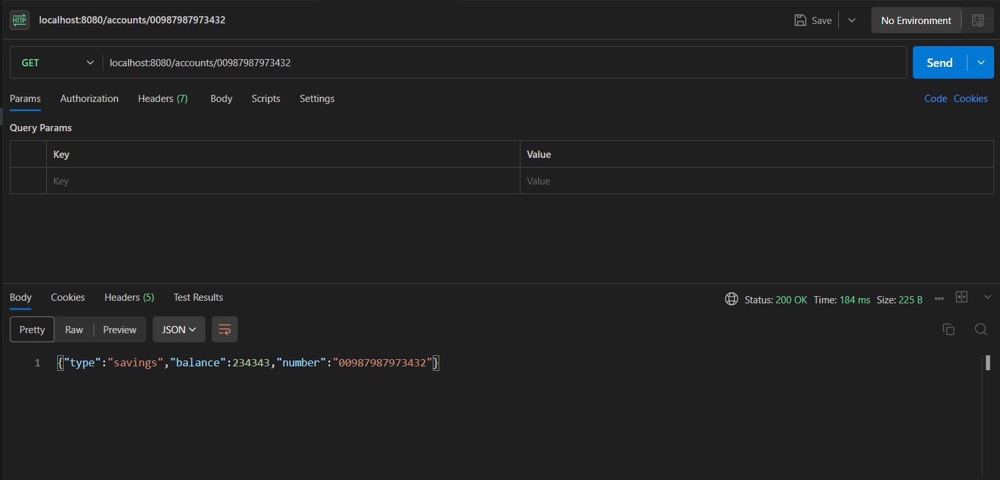 HTTP localhost:8080/accounts/00987987973432 Save No Environment
GET localhost:8080/accounts/00987987973432 Send
Params Authorization Headers (7) Body Scripts Settings Code Cookies
Query Params
Key Value
Key Value
Body Cookies Headers (5) Test Results Status: 200 OK Time: 184 ms Size: 225 B
Pretty Raw Preview JSON
1 {"type":"savings","balance":234343,"number":"00987987973432"}